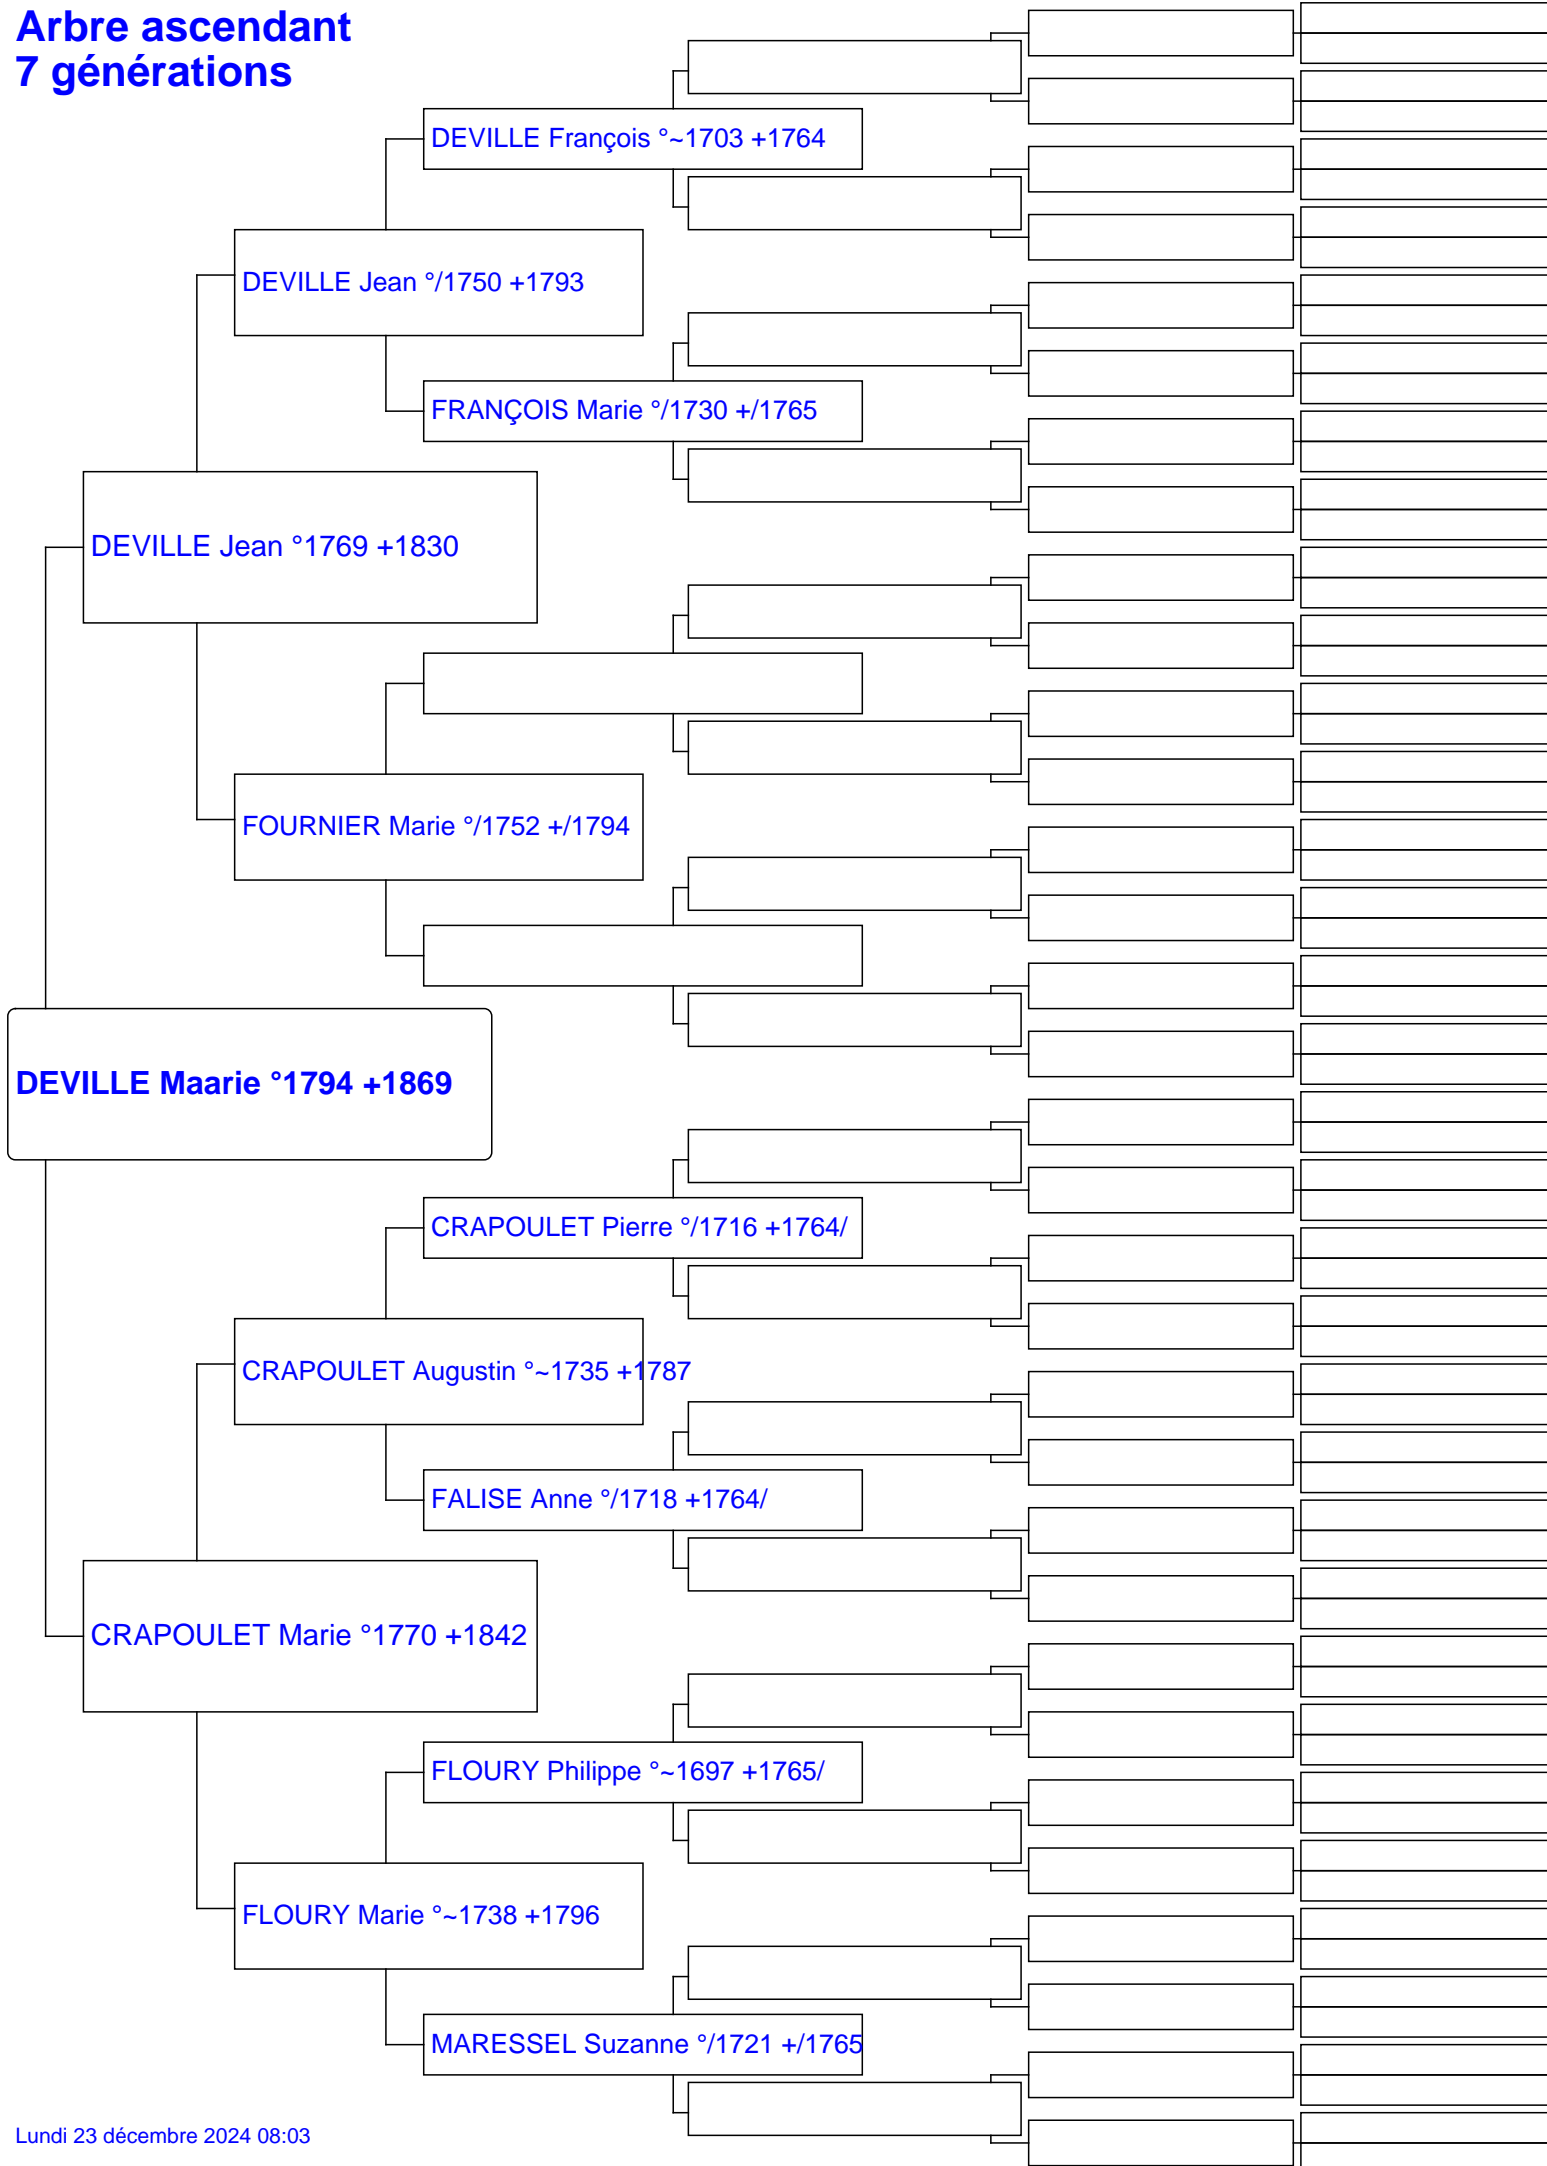 Arbre ascendant
7 générations
DEVILLE François °~1703 +1764
DEVILLE Jean °/1750 +1793
FRANÇOIS Marie °/1730 +/1765
DEVILLE Jean °1769 +1830
FOURNIER Marie °/1752 +/1794
DEVILLE Maarie °1794 +1869
CRAPOULET Pierre °/1716 +1764/
CRAPOULET Augustin °~1735 +1787
FALISE Anne °/1718 +1764/
CRAPOULET Marie °1770 +1842
FLOURY Philippe °~1697 +1765/
FLOURY Marie °~1738 +1796
MARESSEL Suzanne °/1721 +/1765
Lundi 23 décembre 2024 08:03